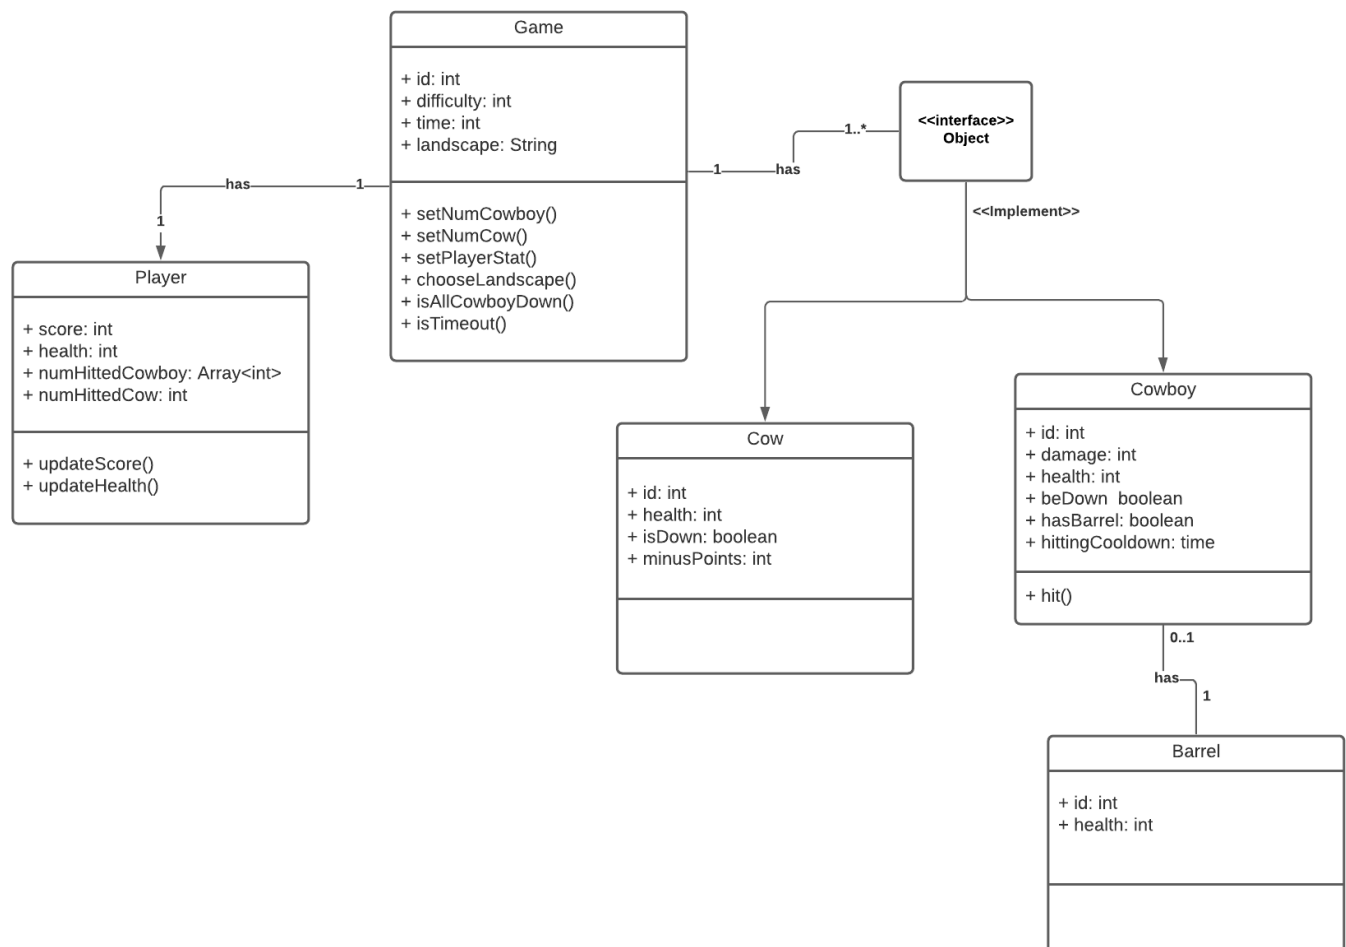 Game
+ id: int
+ difficulty: int
+ time: int
+ landscape: String
+ setNumCowboy()
+ setNumCow()
+ setPlayerStat()
+ chooseLandscape()
+ isAllCowboyDown()
+ isTimeout()
1
has
1..*
<<interface>>
Object
<<Implement>>
has
1
1
Player
+ score: int
+ health: int
+ numHittedCowboy: Array<int>
+ numHittedCow: int
+ updateScore()
+ updateHealth()
Cow
+ id: int
+ health: int
+ isDown: boolean
+ minusPoints: int
Cowboy
+ id: int
+ damage: int
+ health: int
+ beDown  boolean
+ hasBarrel: boolean
+ hittingCooldown: time
+ hit()
0..1
has
1
Barrel
+ id: int
+ health: int